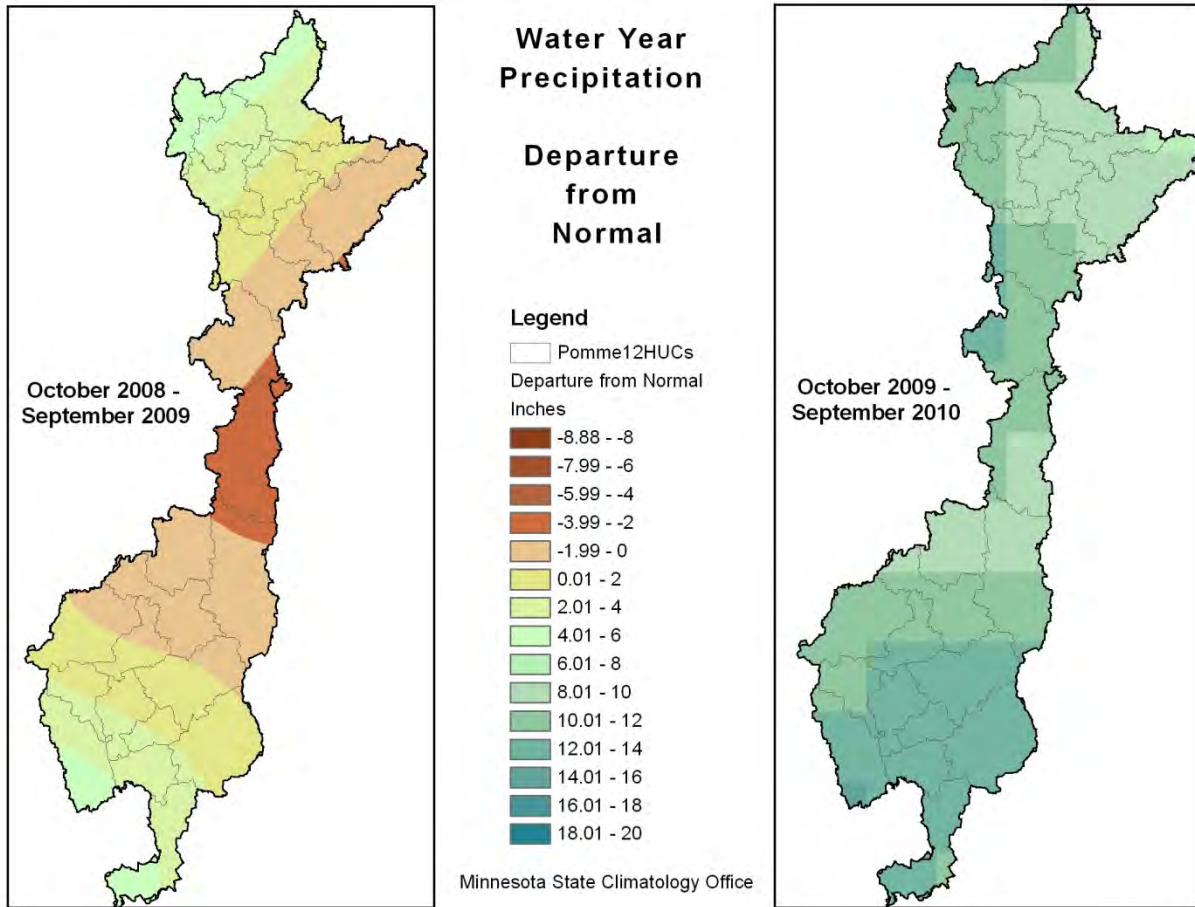 Water Year
Precipitation
Departure
from
Normal
October 2008 -
September 2009
Legend
Pomme12HUCs
Departure from Normal
Inches
-8.88 - -8
-7.99 - -6
-5.99 - -4
-3.99 - -2
-1.99 - 0
0.01 - 2
2.01 - 4
4.01 - 6
6.01 - 8
8.01 - 10
10.01 - 12
12.01 - 14
14.01 - 16
16.01 - 18
18.01 - 20
Minnesota State Climatology Office
October 2009 -
September 2010